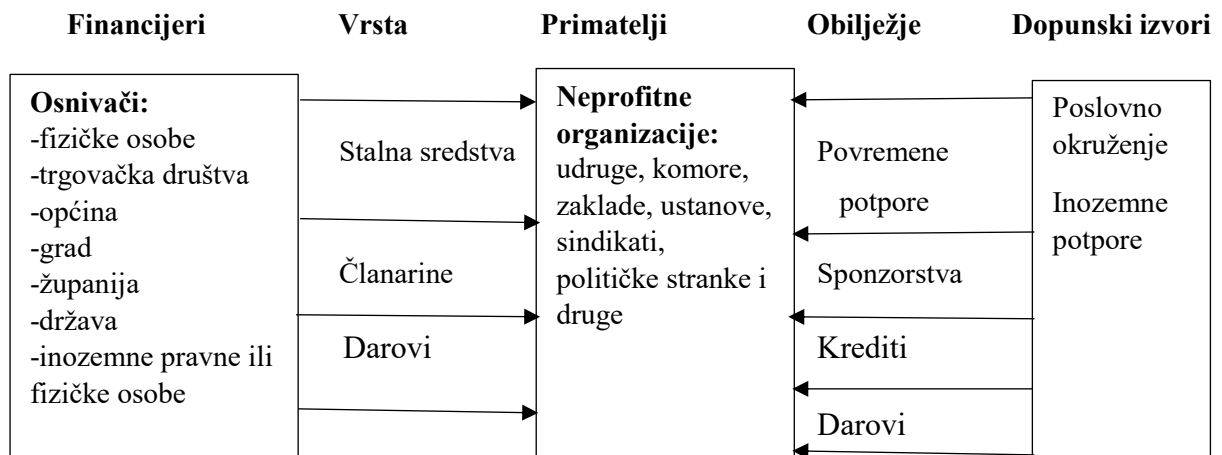 Financijeri Vrsta Primatelji Obilježje Dopunski izvori
Osnivači:
-fizičke osobe
-trgovačka društva
-općina
-grad
-županija
-država
-inozemne pravne ili
fizičke osobe
Stalna sredstva
Članarine
Darovi
Neprofitne
organizacije:
udruge, komore,
zaklade, ustanove,
sindikati,
političke stranke i
druge
Povremene
potpore
Sponzorstva
Krediti
Darovi
Poslovno
okruženje
Inozemne
potpore